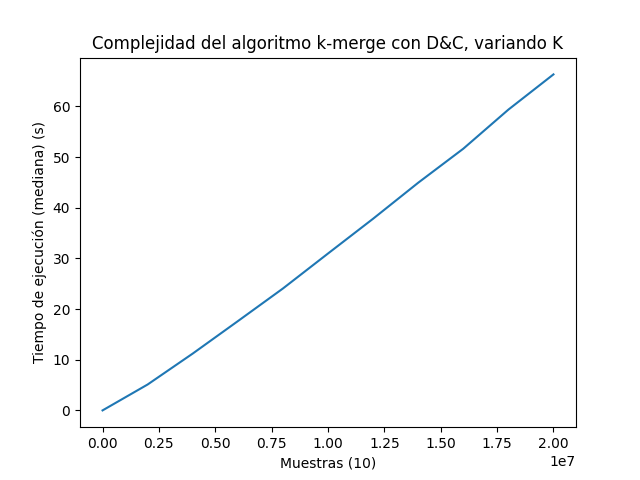 Complejidad del algoritmo k-merge con D&C, variando K
Tiempo de ejecución (mediana) (s)
60
50
40
30
20
10
0
0.00 0.25 0.50 0.75 1.00 1.25 1.50 1.75 2.00
1e7
Muestras (10)